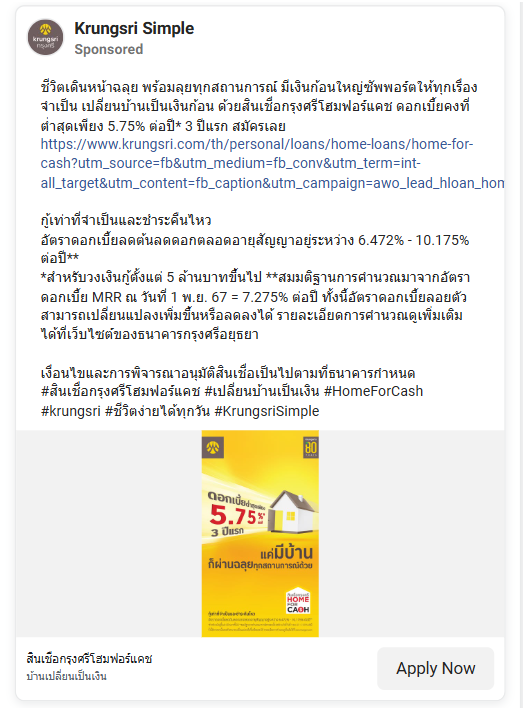 Krungsri Simple
Sponsored
krungsri
กรุงศรี
ชีวิตเดินหน้าฉลุย พร้อมลุยทุกสถานการณ์ มีเงินก้อนใหญ่ซัพพอร์ตให้ทุกเรื่อง
จำเป็น เปลี่ยนบ้านเป็นเงินก้อน ด้วยสินเชื่อกรุงศรีโฮมฟอร์แคช ดอกเบี้ยคงที่
ต่ำสุดเพียง 5.75% ต่อปี* 3 ปีแรก สมัครเลย
https://www.krungsri.com/th/personal/loans/home-loans/home-for-
cash?utm_source=fb&utm_medium=fb_conv&utm_term=int-
all_target&utm_content=fb_caption&utm_campaign=awo_lead_hloan_hom
กู้เท่าที่จำเป็นและชำระคืนไหว
อัตราดอกเบี้ยลดต้นลดดอกตลอดอายุสัญญาอยู่ระหว่าง 6.472% - 10.175%
ต่อปี**
*สำหรับวงเงินกู้ตั้งแต่ 5 ล้านบาทขึ้นไป **สมมติฐานการคำนวณมาจากอัตรา
ดอกเบี้ย MRR ณ วันที่ 1 พ.ย. 67 = 7.275% ต่อปี ทั้งนี้อัตราดอกเบี้ยลอยตัว
สามารถเปลี่ยนแปลงเพิ่มขึ้นหรือลดลงได้ รายละเอียดการคำนวณดูเพิ่มเติม
ได้ที่เว็บไซต์ของธนาคารกรุงศรีอยุธยา
เงื่อนไขและการพิจารณาอนุมัติสินเชื่อเป็นไปตามที่ธนาคารกำหนด
#สินเชื่อกรุงศรีโฮมฟอร์แคช #เปลี่ยนบ้านเป็นเงิน #HomeForCash
#krungsri #ชีวิตง่ายได้ทุกวัน #KrungsriSimple
80
ดอกเบี้ยต่ำสุดเพียง
5.75%*
3 ปีแรก
แค่มีบ้าน
ก็ผ่านฉลุยทุกสถานการณ์ด้วย
HOME
FOR
CASH
กู้เท่าที่จำเป็นและชำระคืนไหว
สินเชื่อกรุงศรีโฮมฟอร์แคช
บ้านเปลี่ยนเป็นเงิน
Apply Now